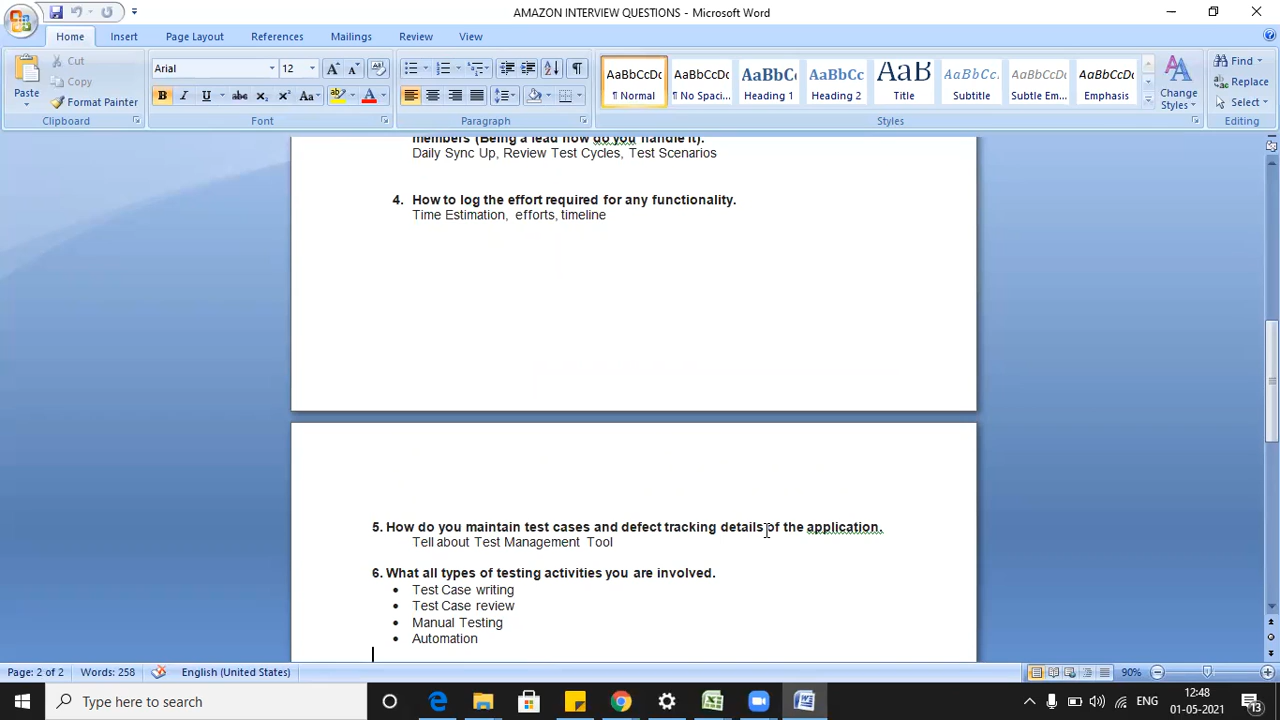 AMAZON INTERVIEW QUESTIONS - Microsoft Word
Home Insert Page Layout References Mailings Review View
Paste
Cut
Copy
Format Painter
Clipboard
Arial 12
Font
Paragraph
AaBbCcDc AaBbCcDc AaBbC AaBbCc AaB AaBbCc. AaBbCcDc AaBbCcDc
¶ Normal ¶ No Spaci... Heading 1 Heading 2 Title Subtitle Subtle Em... Emphasis
Change Styles
Styles
Find
Replace
Select
Editing
members (Being a lead how do you handle it).
Daily Sync Up, Review Test Cycles, Test Scenarios
4. How to log the effort required for any functionality.
Time Estimation, efforts, timeline
5. How do you maintain test cases and defect tracking details of the application.
Tell about Test Management Tool
6. What all types of testing activities you are involved.
• Test Case writing
• Test Case review
• Manual Testing
• Automation
Page: 2 of 2 Words: 258 English (United States) 90%
Type here to search
ENG
12:48
01-05-2021
13